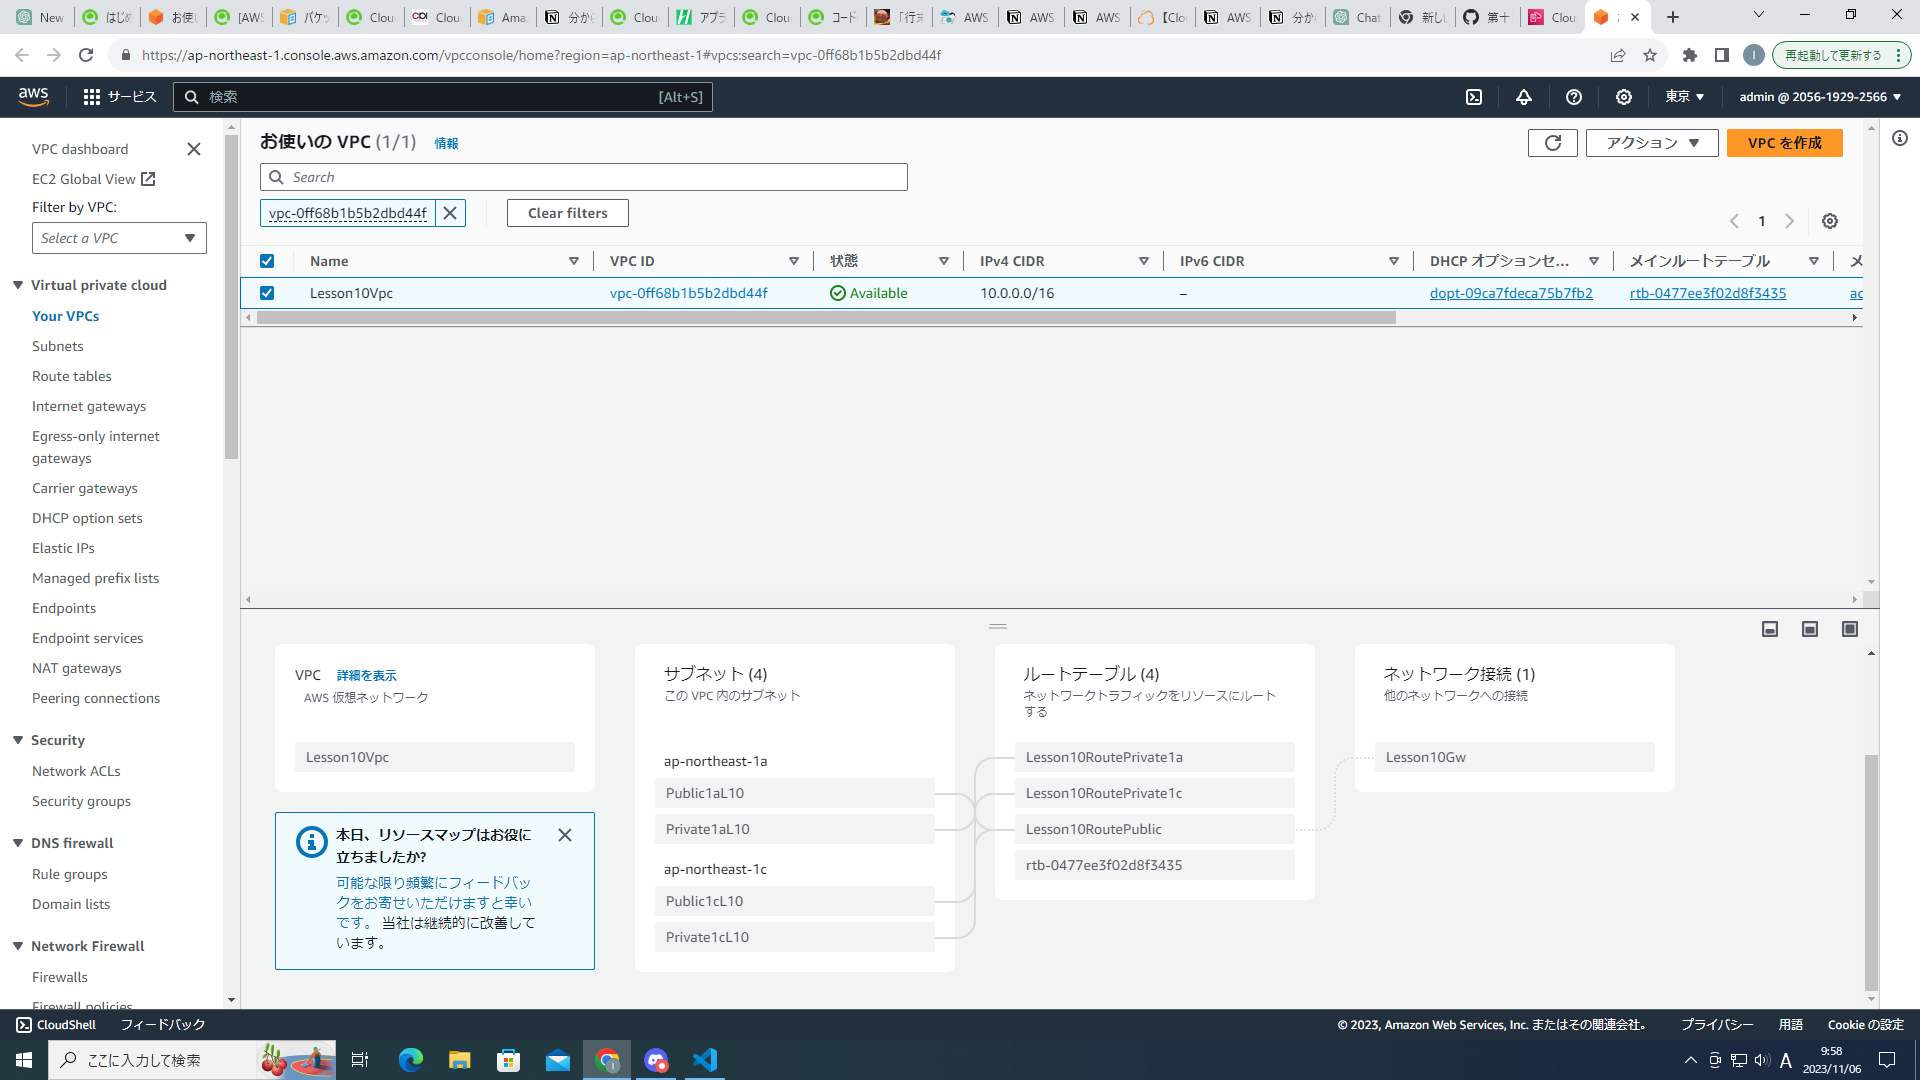 New
はじめ
お使い
[AWS
パケッ
Clou
Clou
Ama
分か
Clou
アプラ
Clou
コード
「行末
AWS
AWS
AWS
【Clo
AWS
分か
Chat
新し
第十
Clou
https://ap-northeast-1.console.aws.amazon.com/vpcconsole/home?region=ap-northeast-1#vpcs:search=vpc-0ff68b1b5b2dbd44f
I
再起動して更新する
aws
サービス
検索
[Alt+S]
東京
admin @ 2056-1929-2566
VPC dashboard
EC2 Global View
Filter by VPC:
Select a VPC
Virtual private cloud
Your VPCs
Subnets
Route tables
Internet gateways
Egress-only internet
gateways
Carrier gateways
DHCP option sets
Elastic IPs
Managed prefix lists
Endpoints
Endpoint services
NAT gateways
Peering connections
Security
Network ACLs
Security groups
DNS firewall
Rule groups
Domain lists
Network Firewall
Firewalls
Firewall policies
お使いの VPC (1/1) 情報
アクション
VPC を作成
Search
vpc-0ff68b1b5b2dbd44f
Clear filters
1
Name
VPC ID
状態
IPv4 CIDR
IPv6 CIDR
DHCP オプションセ...
メインルートテーブル
メ
Lesson10Vpc
vpc-0ff68b1b5b2dbd44f
Available
10.0.0.0/16
–
dopt-09ca7fdeca75b7fb2
rtb-0477ee3f02d8f3435
ac
VPC 詳細を表示
AWS 仮想ネットワーク
Lesson10Vpc
本日、リソースマップはお役に
立ちましたか?
可能な限り頻繁にフィードバッ
クをお寄せいただけますと幸い
です。 当社は継続的に改善して
います。
サブネット (4)
この VPC 内のサブネット
ap-northeast-1a
Public1aL10
Private1aL10
ap-northeast-1c
Public1cL10
Private1cL10
ルートテーブル (4)
ネットワークトラフィックをリソースにルート
する
Lesson10RoutePrivate1a
Lesson10RoutePrivate1c
Lesson10RoutePublic
rtb-0477ee3f02d8f3435
ネットワーク接続 (1)
他のネットワークへの接続
Lesson10Gw
CloudShell
フィードバック
© 2023, Amazon Web Services, Inc. またはその関連会社。
プライバシー
用語
Cookie の設定
ここに入力して検索
A
9:58
2023/11/06